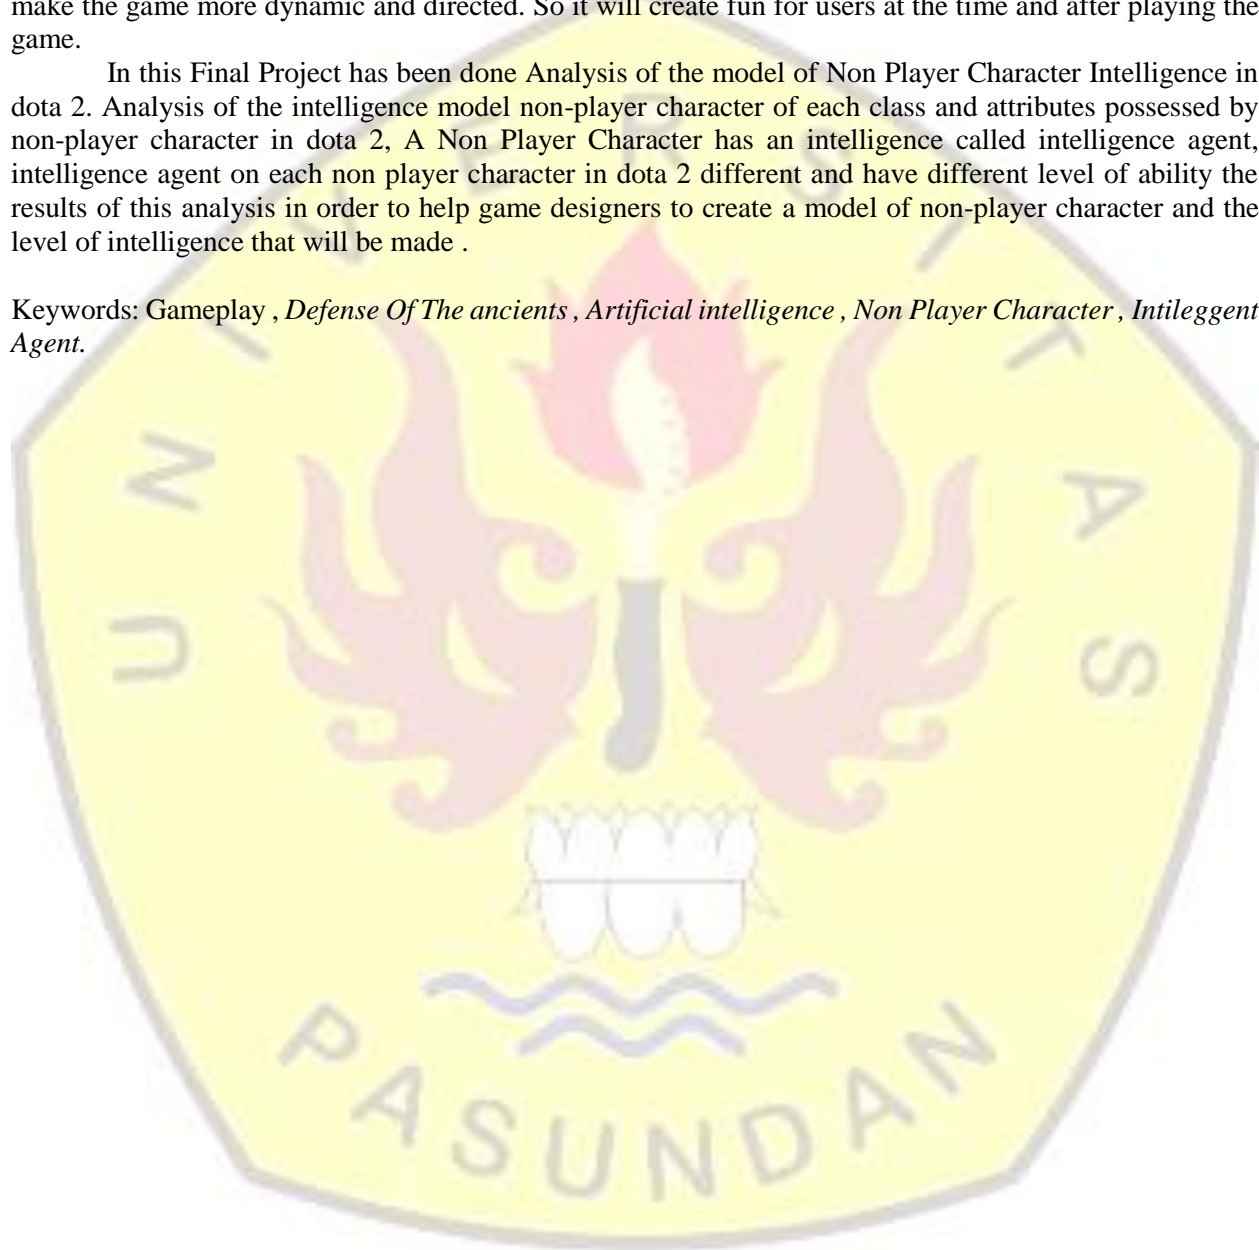 make the game more dynamic and directed. So it will create fun for users at the time and after playing the
game.
In this Final Project has been done Analysis of the model of Non Player Character Intelligence in
dota 2. Analysis of the intelligence model non-player character of each class and attributes possessed by
non-player character in dota 2, A Non Player Character has an intelligence called intelligence agent,
intelligence agent on each non player character in dota 2 different and have different level of ability the
results of this analysis in order to help game designers to create a model of non-player character and the
level of intelligence that will be made .
Keywords: Gameplay , Defense Of The ancients , Artificial intelligence , Non Player Character , Intileggent
Agent.
UNIVERSITAS
PASUNDAN